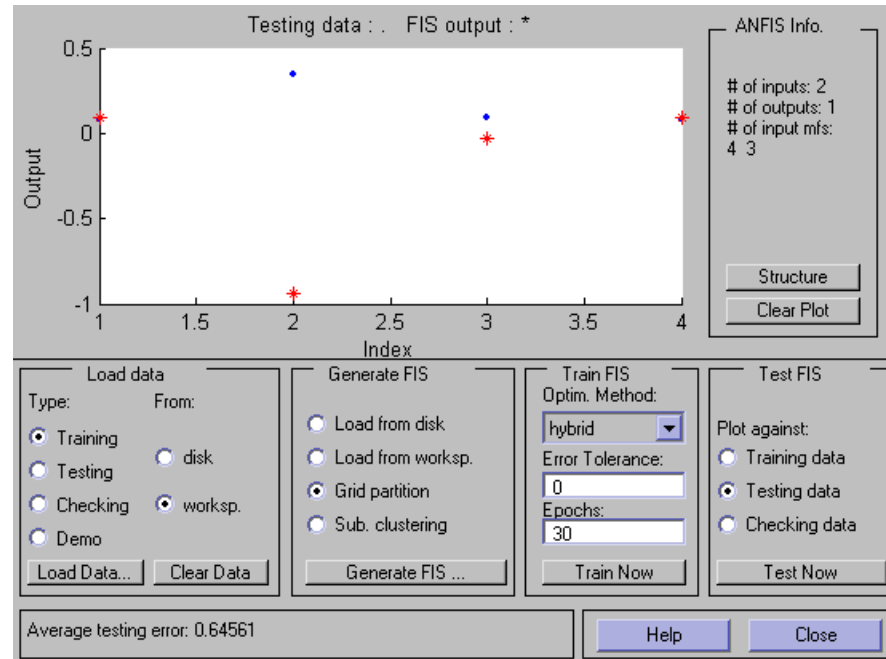 Testing data : .   FIS output : *
0.5
0
-0.5
-1
Output
1
1.5
2
2.5
3
3.5
4
Index
ANFIS Info.
# of inputs: 2
# of outputs: 1
# of input mfs:
4 3
Structure
Clear Plot
Load data
Type:
From:
Training
Testing
Checking
Demo
disk
worksp.
Load Data...
Clear Data
Generate FIS
Load from disk
Load from worksp.
Grid partition
Sub. clustering
Generate FIS ...
Train FIS
Optim. Method:
hybrid
Error Tolerance:
0
Epochs:
30
Train Now
Test FIS
Plot against:
Training data
Testing data
Checking data
Test Now
Average testing error: 0.64561
Help
Close